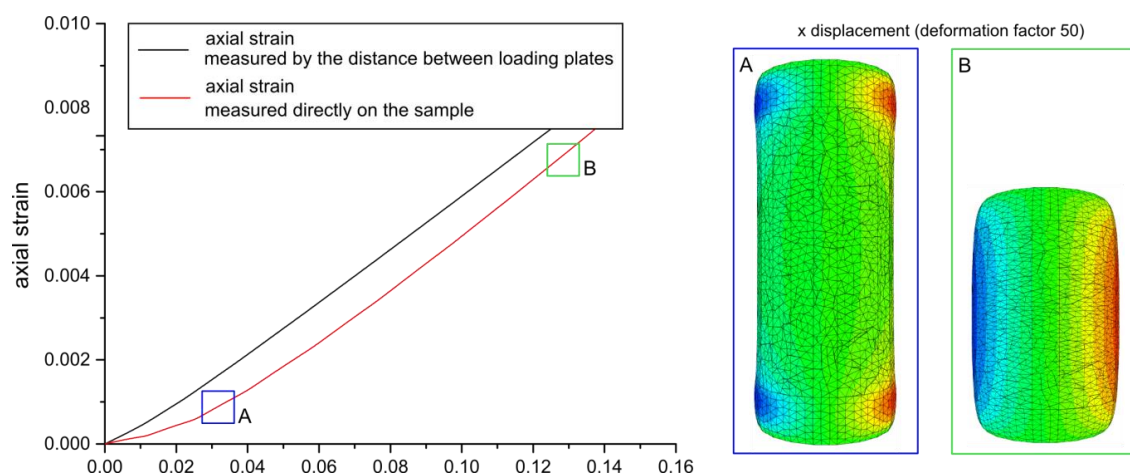 0.010
0.008
0.006
0.004
0.002
0.000
axial strain
axial strain
measured by the distance between loading plates
axial strain
measured directly on the sample
A
B
0.00 0.02 0.04 0.06 0.08 0.10 0.12 0.14 0.16
x displacement (deformation factor 50)
A
B